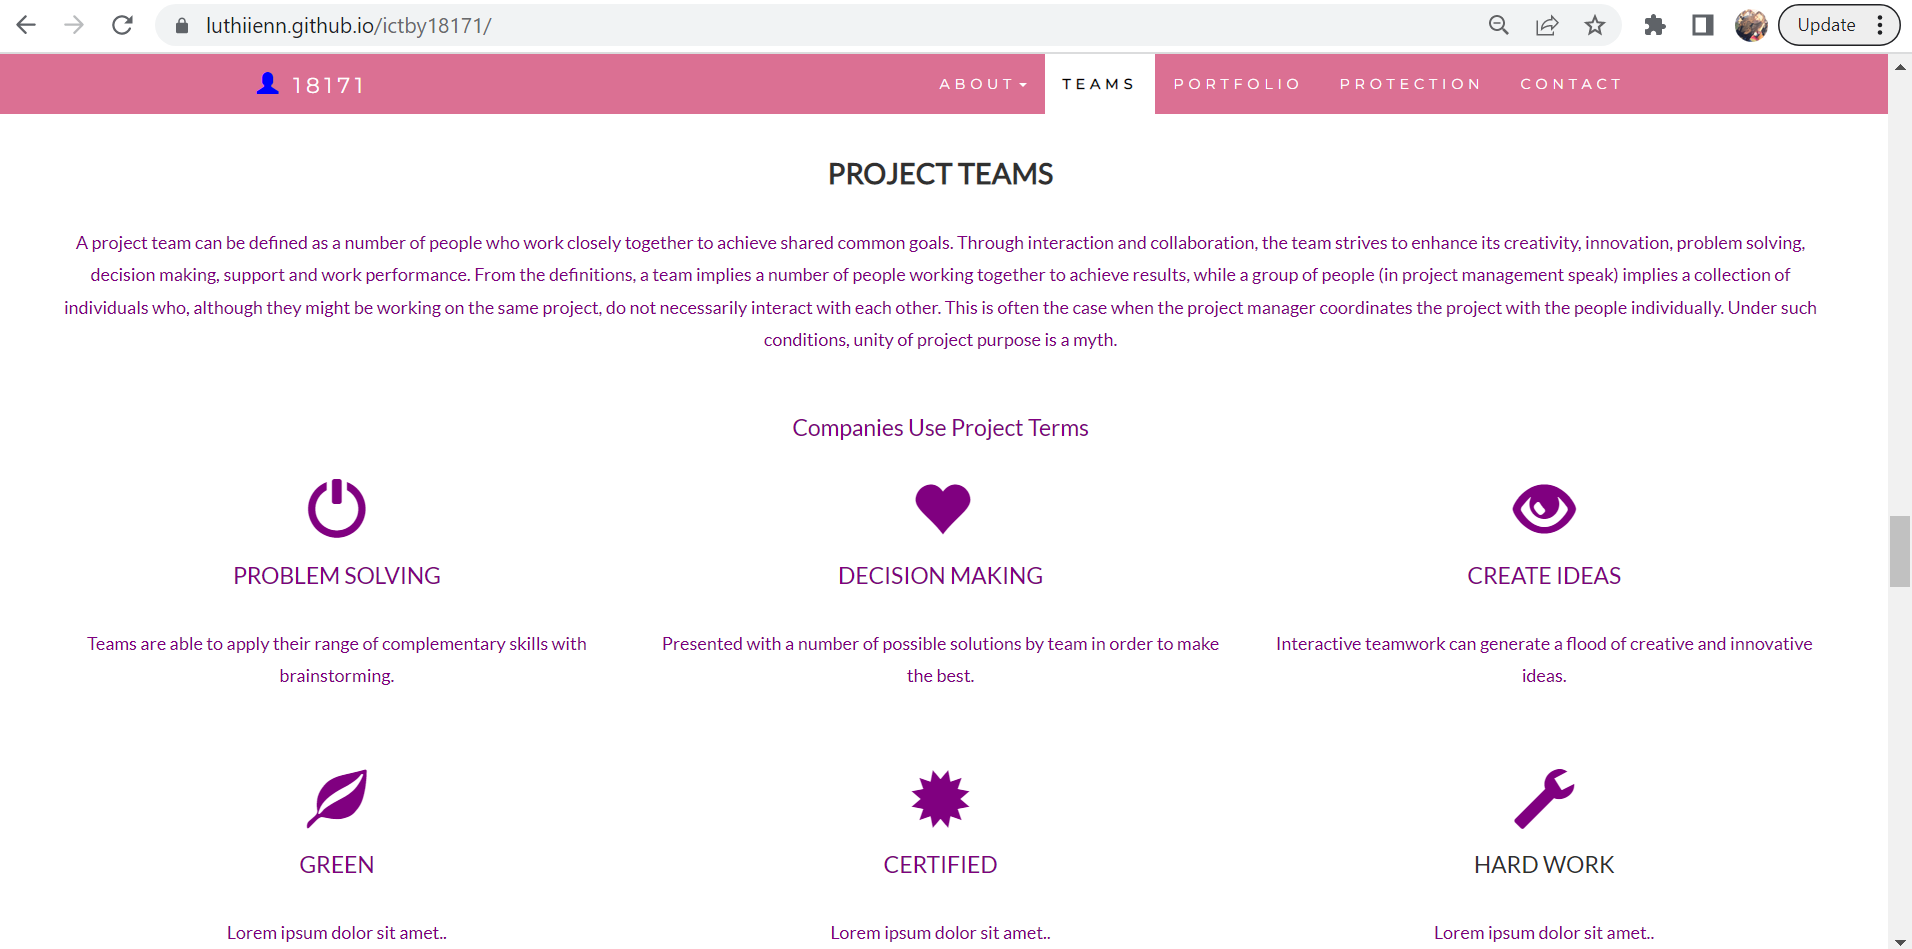 luthiienn.github.io/ictby18171/
Update
18171
ABOUT TEAMS PORTFOLIO PROTECTION CONTACT
PROJECT TEAMS
A project team can be defined as a number of people who work closely together to achieve shared common goals. Through interaction and collaboration, the team strives to enhance its creativity, innovation, problem solving,
decision making, support and work performance. From the definitions, a team implies a number of people working together to achieve results, while a group of people (in project management speak) implies a collection of
individuals who, although they might be working on the same project, do not necessarily interact with each other. This is often the case when the project manager coordinates the project with the people individually. Under such
conditions, unity of project purpose is a myth.
Companies Use Project Terms
PROBLEM SOLVING
Teams are able to apply their range of complementary skills with
brainstorming.
DECISION MAKING
Presented with a number of possible solutions by team in order to make
the best.
CREATE IDEAS
Interactive teamwork can generate a flood of creative and innovative
ideas.
GREEN
Lorem ipsum dolor sit amet..
CERTIFIED
Lorem ipsum dolor sit amet..
HARD WORK
Lorem ipsum dolor sit amet..